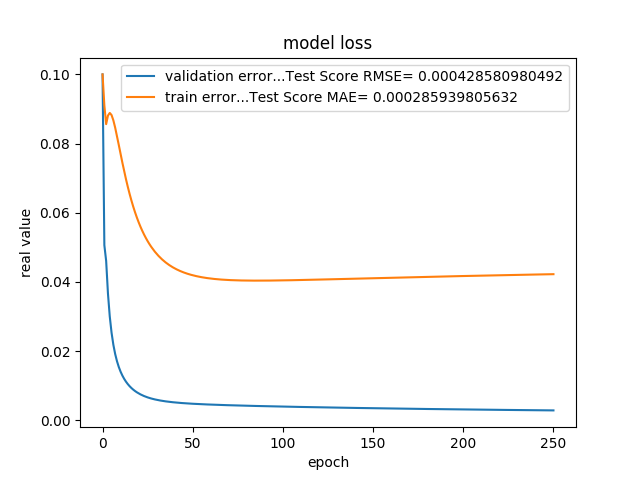 model loss
validation error...Test Score RMSE= 0.000428580980492
train error...Test Score MAE= 0.000285939805632
0.10
0.08
0.06
0.04
0.02
0.00
real value
0 50 100 150 200 250
epoch